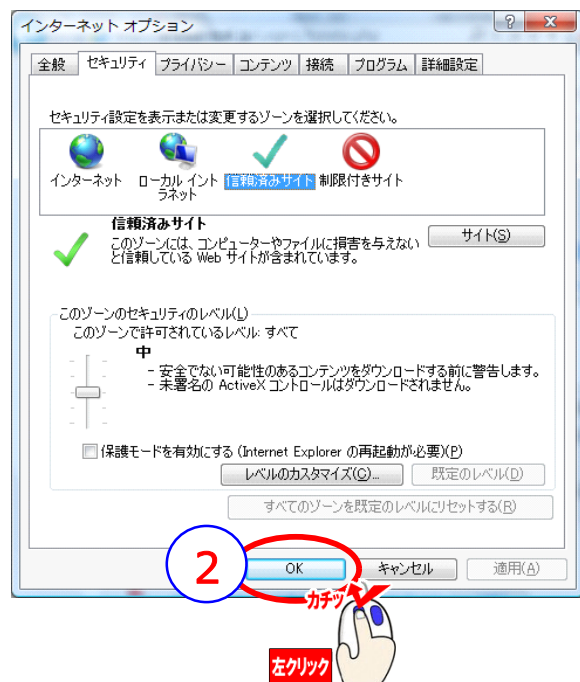 インターネット オプション
全般 セキュリティ プライバシー コンテンツ 接続 プログラム 詳細設定
セキュリティ設定を表示または変更するゾーンを選択してください。
インターネット ローカル イント 信頼済みサイト 制限付きサイト
ラネット
信頼済みサイト
このゾーンには、コンピューターやファイルに損害を与えない サイト(S)
と信頼している Web サイトが含まれています。
このゾーンのセキュリティのレベル(L)
このゾーンで許可されているレベル: すべて
中
- 安全でない可能性のあるコンテンツをダウンロードする前に警告します。
- 未署名の ActiveX コントロールはダウンロードされません。
保護モードを有効にする (Internet Explorer の再起動が必要)(P)
レベルのカスタマイズ(C)... 既定のレベル(D)
すべてのゾーンを既定のレベルにリセットする(R)
2 OK キャンセル 適用(A)
カチッ
左クリック